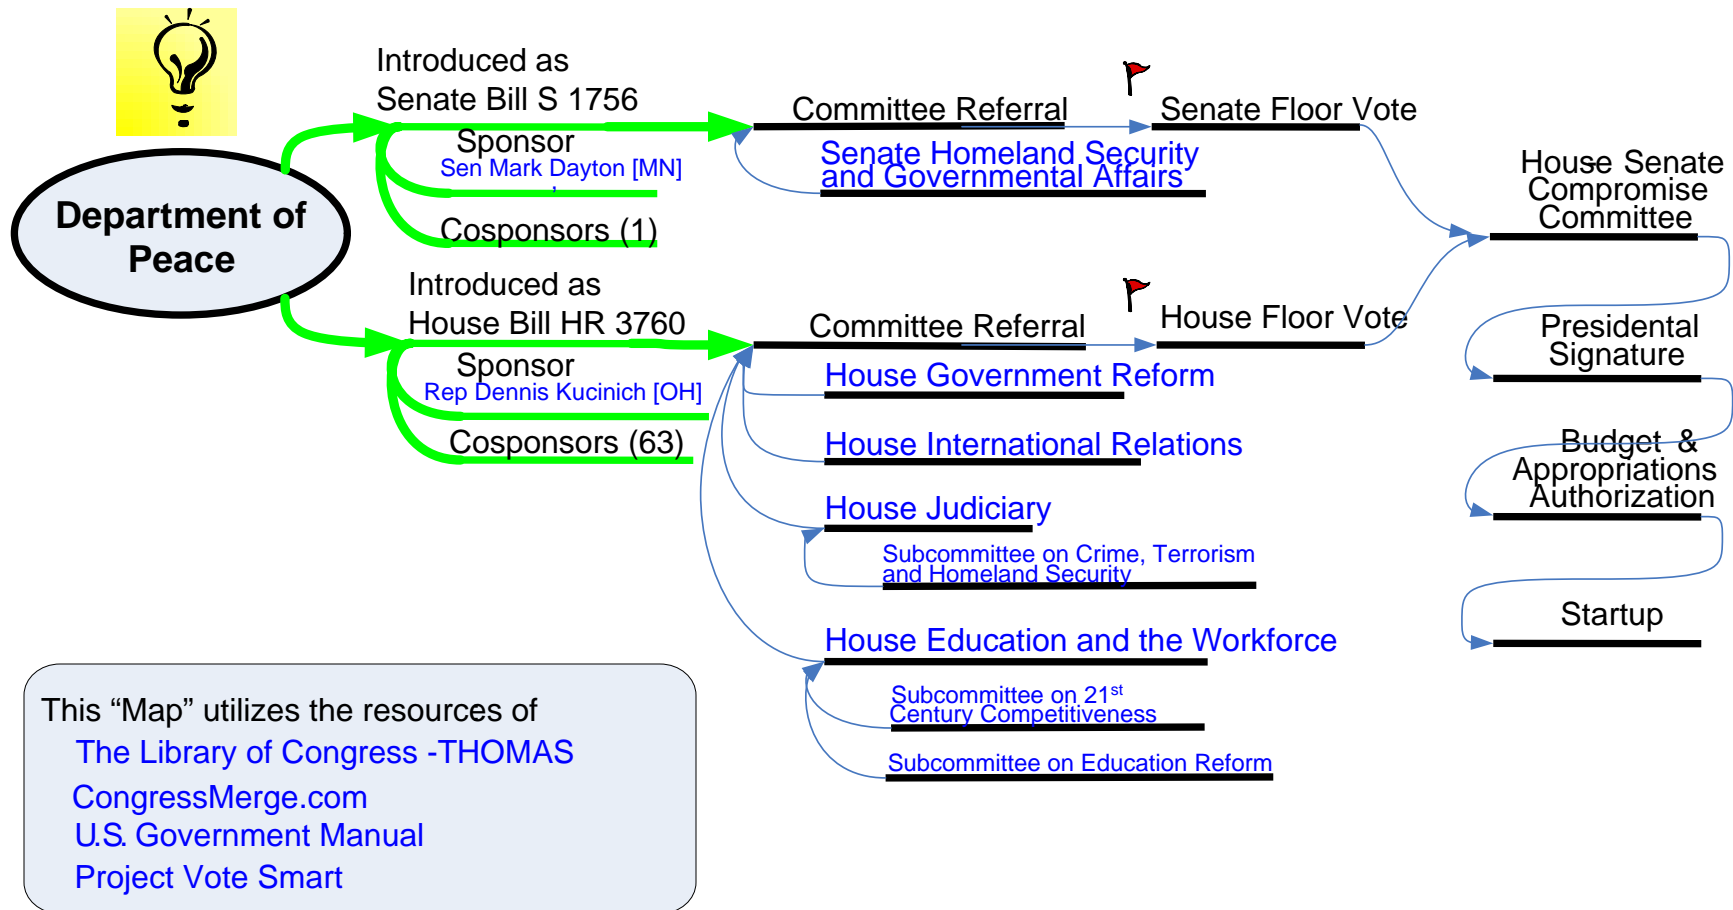 Department of
Peace
Introduced as
Senate Bill S 1756
Sponsor
Sen Mark Dayton [MN]
,
Cosponsors (1)
Committee Referral
Senate Homeland Security
and Governmental Affairs
Senate Floor Vote
Introduced as
House Bill HR 3760
Sponsor
Rep Dennis Kucinich [OH]
Cosponsors (63)
Committee Referral
House Government Reform
House International Relations
House Judiciary
Subcommittee on Crime, Terrorism
and Homeland Security
House Education and the Workforce
Subcommittee on 21st
Century Competitiveness
Subcommittee on Education Reform
House Floor Vote
House-Senate
Compromise
Committee
Presidental
Signature
Budget &
Appropriations
Authorization
Startup
This “Map” utilizes the resources of
The Library of Congress -THOMAS
CongressMerge.com
U.S. Government Manual
Project Vote Smart